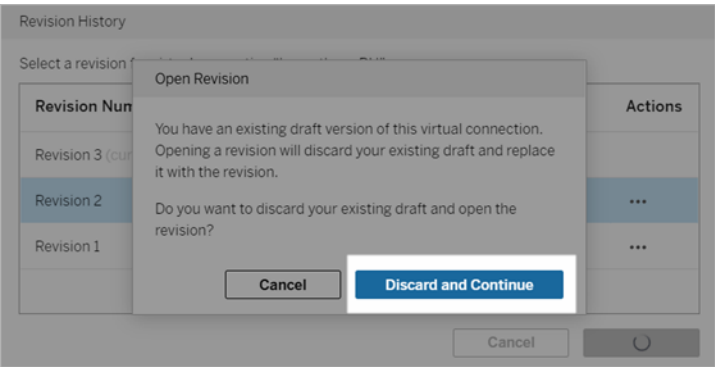 Revision History
Select a revision
Open Revision
Revision Num
Actions
You have an existing draft version of this virtual connection.
Opening a revision will discard your existing draft and replace
it with the revision.
Revision 3 (cur
Revision 2
•••
Do you want to discard your existing draft and open the
revision?
Revision 1
•••
Cancel
Discard and Continue
Cancel